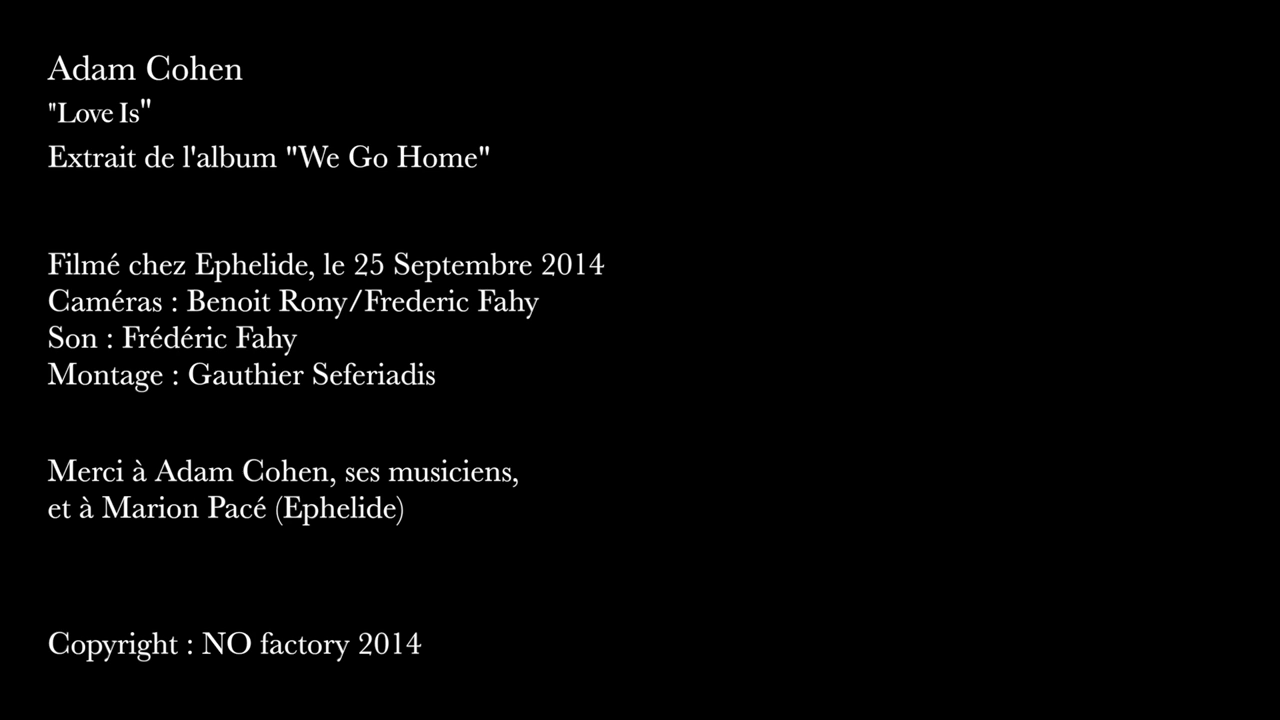 Adam Cohen
"Love Is"
Extrait de l'album "We Go Home"
Filmé chez Ephelide, le 25 Septembre 2014
Caméras : Benoit Rony/Frederic Fahy
Son : Frédéric Fahy
Montage : Gauthier Seferiadis
Merci à Adam Cohen, ses musiciens,
et à Marion Pacé (Ephelide)
Copyright : NO factory 2014